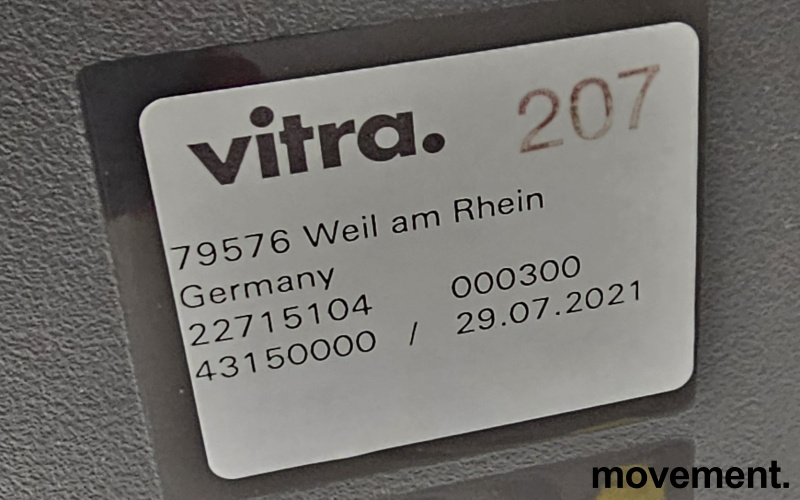 vitra. 207
79576 Weil am Rhein
Germany
22715104 000300
43150000 / 29.07.2021
movement.